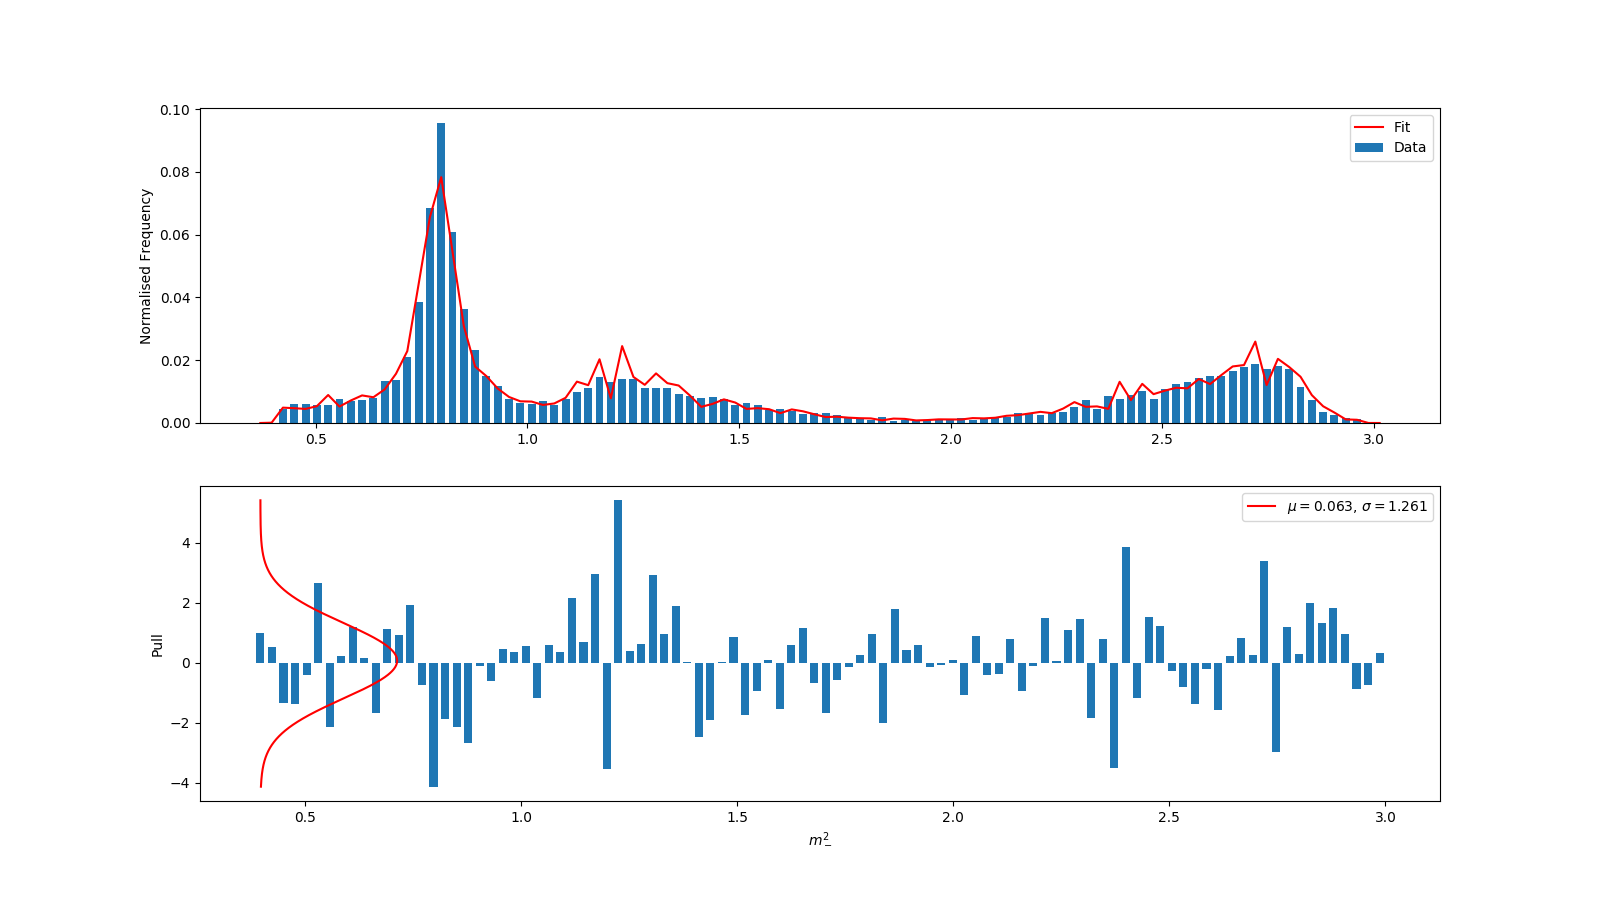 0.10
0.08
0.06
0.04
0.02
0.00
Normalised Frequency
Fit
Data
0.5 1.0 1.5 2.0 2.5 3.0
4
2
0
−2
−4
Pull
μ = 0.063, σ = 1.261
0.5 1.0 1.5 2.0 2.5 3.0
m²₋